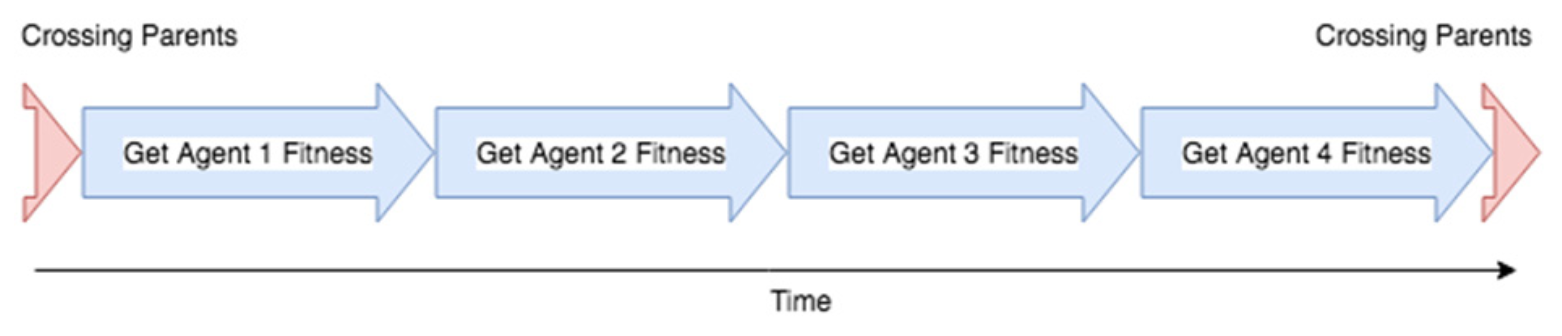 Crossing Parents
Crossing Parents
Get Agent 1 Fitness
Get Agent 2 Fitness
Get Agent 3 Fitness
Get Agent 4 Fitness
Time